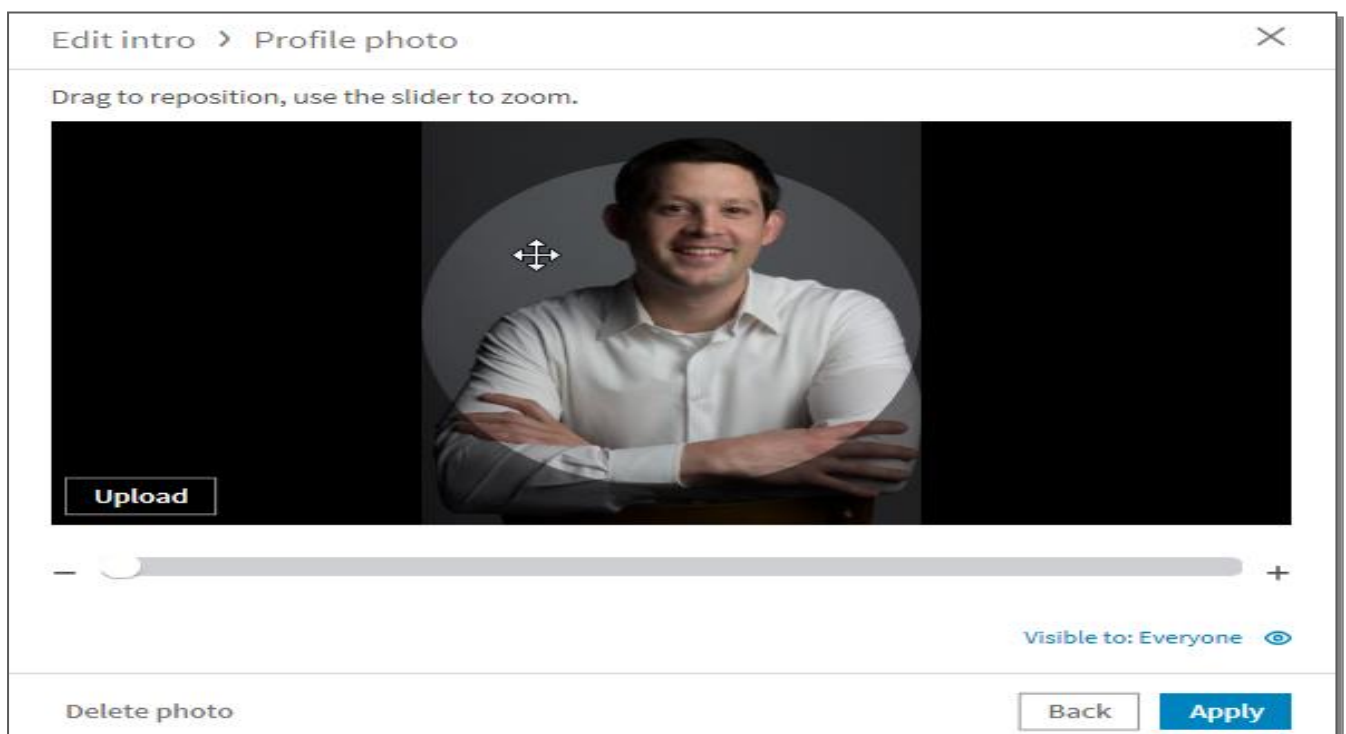 Edit intro > Profile photo
Drag to reposition, use the slider to zoom.
Upload
Visible to: Everyone
Delete photo
Back Apply